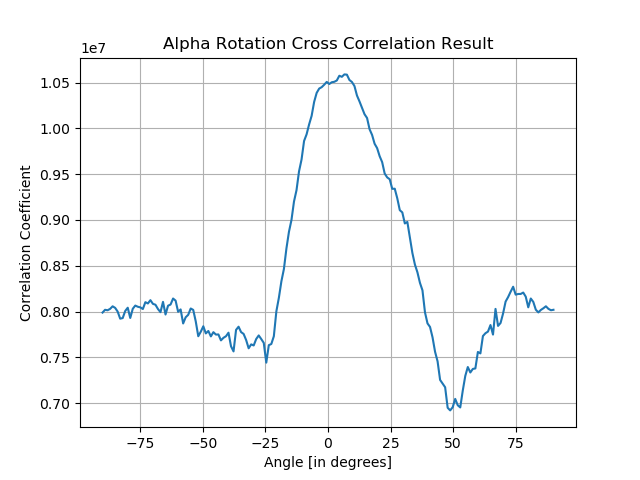 Alpha Rotation Cross Correlation Result
1e7
1.05
1.00
0.95
0.90
0.85
0.80
0.75
0.70
Correlation Coefficient
−75 −50 −25 0 25 50 75
Angle [in degrees]